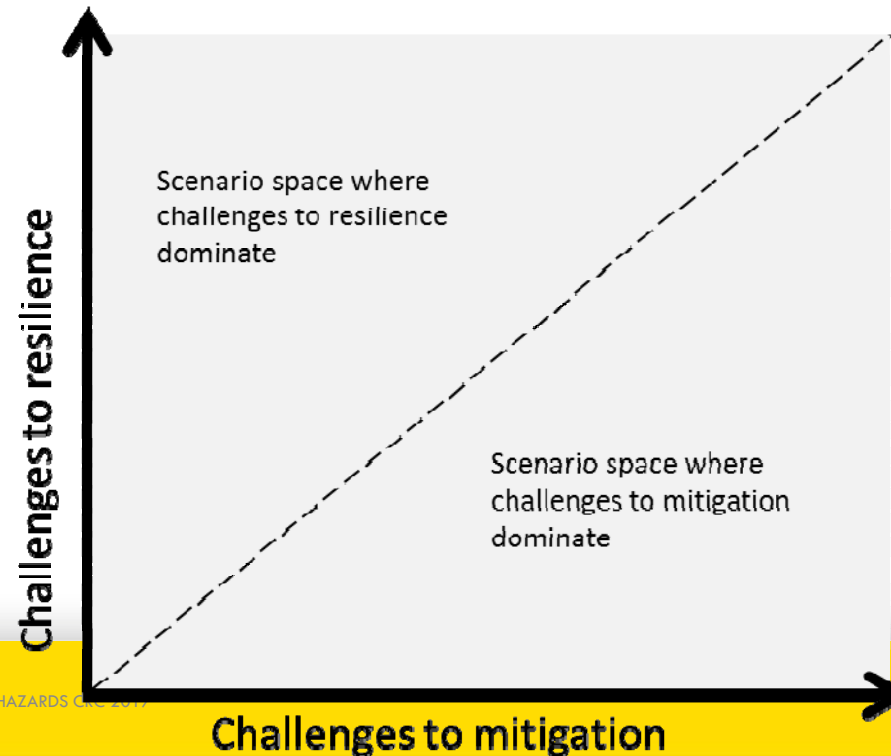 Scenario space where
challenges to resilience
dominate
Challenges to resilience
Scenario space where
challenges to mitigation
dominate
HAZARDS
Challenges to mitigation